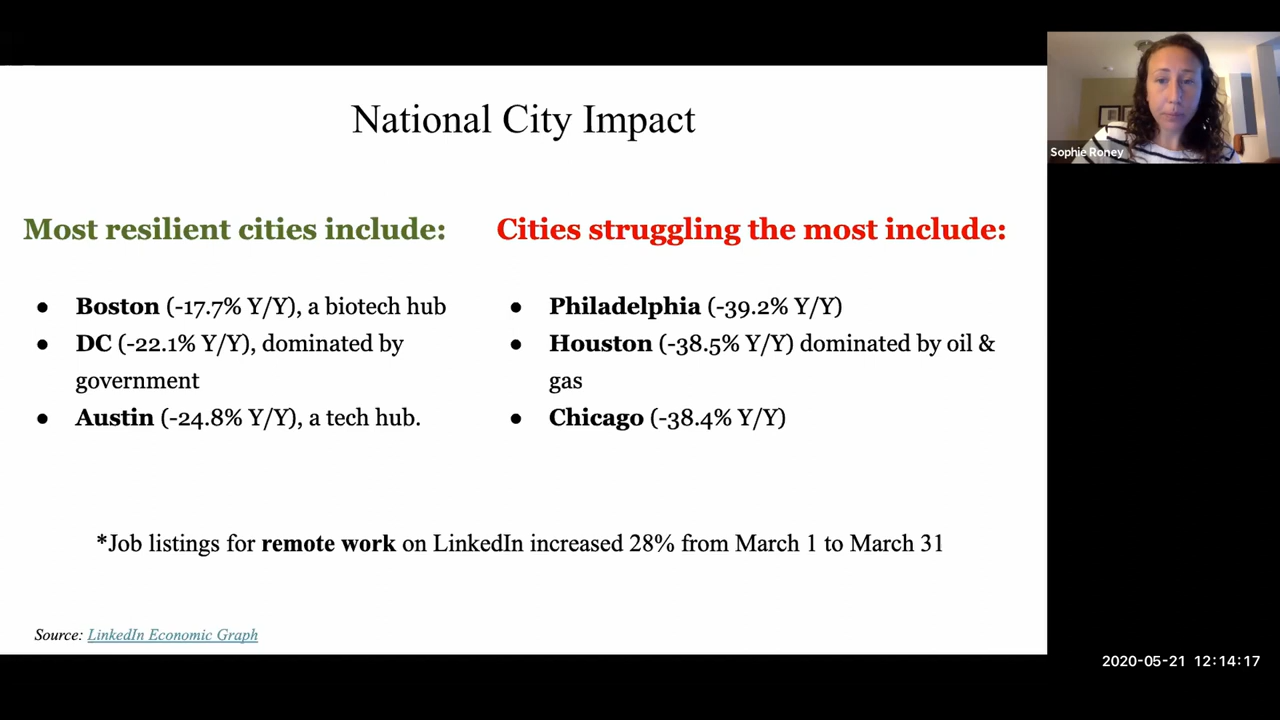 National City Impact
Most resilient cities include:
● Boston (-17.7% Y/Y), a biotech hub
● DC (-22.1% Y/Y), dominated by
government
● Austin (-24.8% Y/Y), a tech hub.
Cities struggling the most include:
● Philadelphia (-39.2% Y/Y)
● Houston (-38.5% Y/Y) dominated by oil &
gas
● Chicago (-38.4% Y/Y)
*Job listings for remote work on LinkedIn increased 28% from March 1 to March 31
Source: LinkedIn Economic Graph
Sophie Roney
2020-05-21 12:14:17